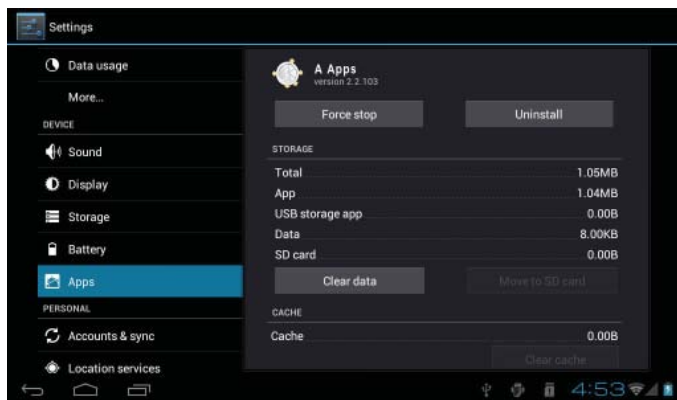 Settings
Data usage
More...
DEVICE
Sound
Display
Storage
Battery
Apps
PERSONAL
Accounts & sync
Location services
A Apps
version 2.2.103
Force stop
Uninstall
STORAGE
Total 1.05MB
App 1.04MB
USB storage app 0.00B
Data 8.00KB
SD card 0.00B
Clear data
Move to SD card
CACHE
Cache 0.00B
Clear cache
4:53